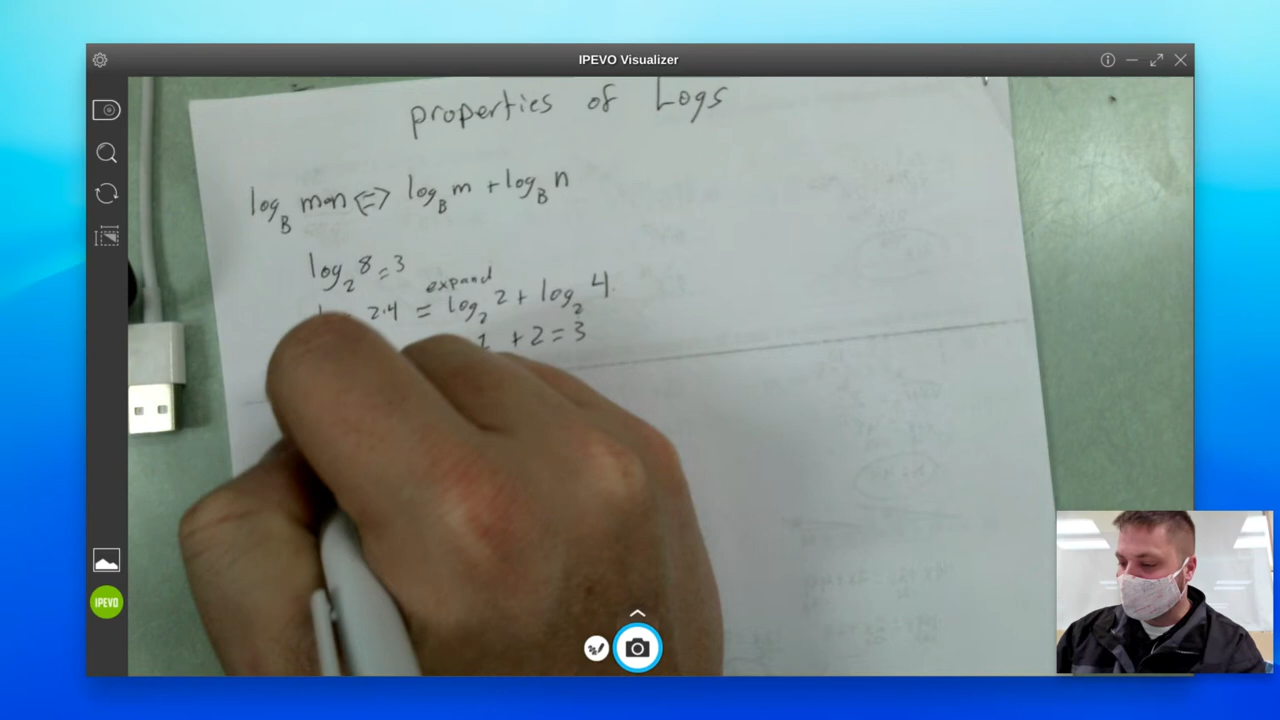 IPEVO Visualizer
properties of Logs
log_B m•n <=> log_B m + log_B n
log_2 8 = 3
expand
2·4 = log_2 2 + log_2 4
1 + 2 = 3
IPEVO